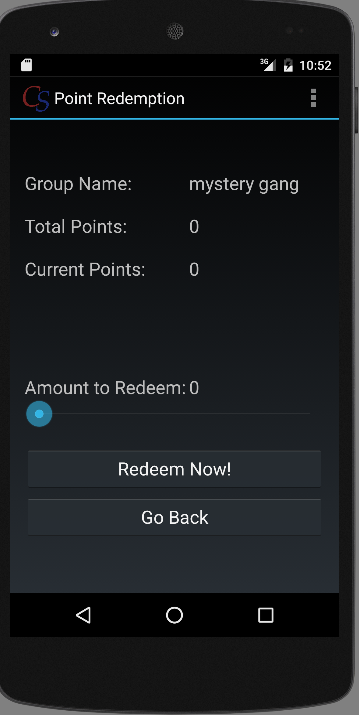 3G 10:52
CS Point Redemption
Group Name: mystery gang
Total Points: 0
Current Points: 0
Amount to Redeem: 0
Redeem Now!
Go Back